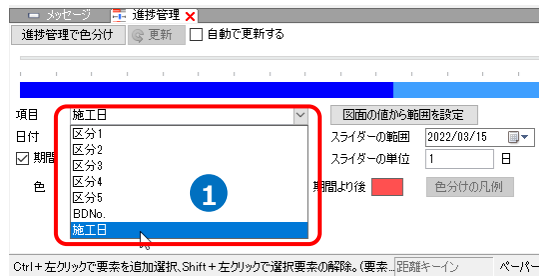 メッセージ 進捗管理
進捗管理で色分け 更新 自動で更新する
項目 施工日 図面の値から範囲を設定
日付 区分1 スライダーの範囲 2022/03/15
区分2
期間 区分3 スライダーの単位 1 日
区分4
色 区分5 期間より後 色分けの凡例
BDNo.
施工日
1
Ctrl+左クリックで要素を追加選択、Shift+左クリックで選択要素の解除。(要素... 距離キーイン ペーパー